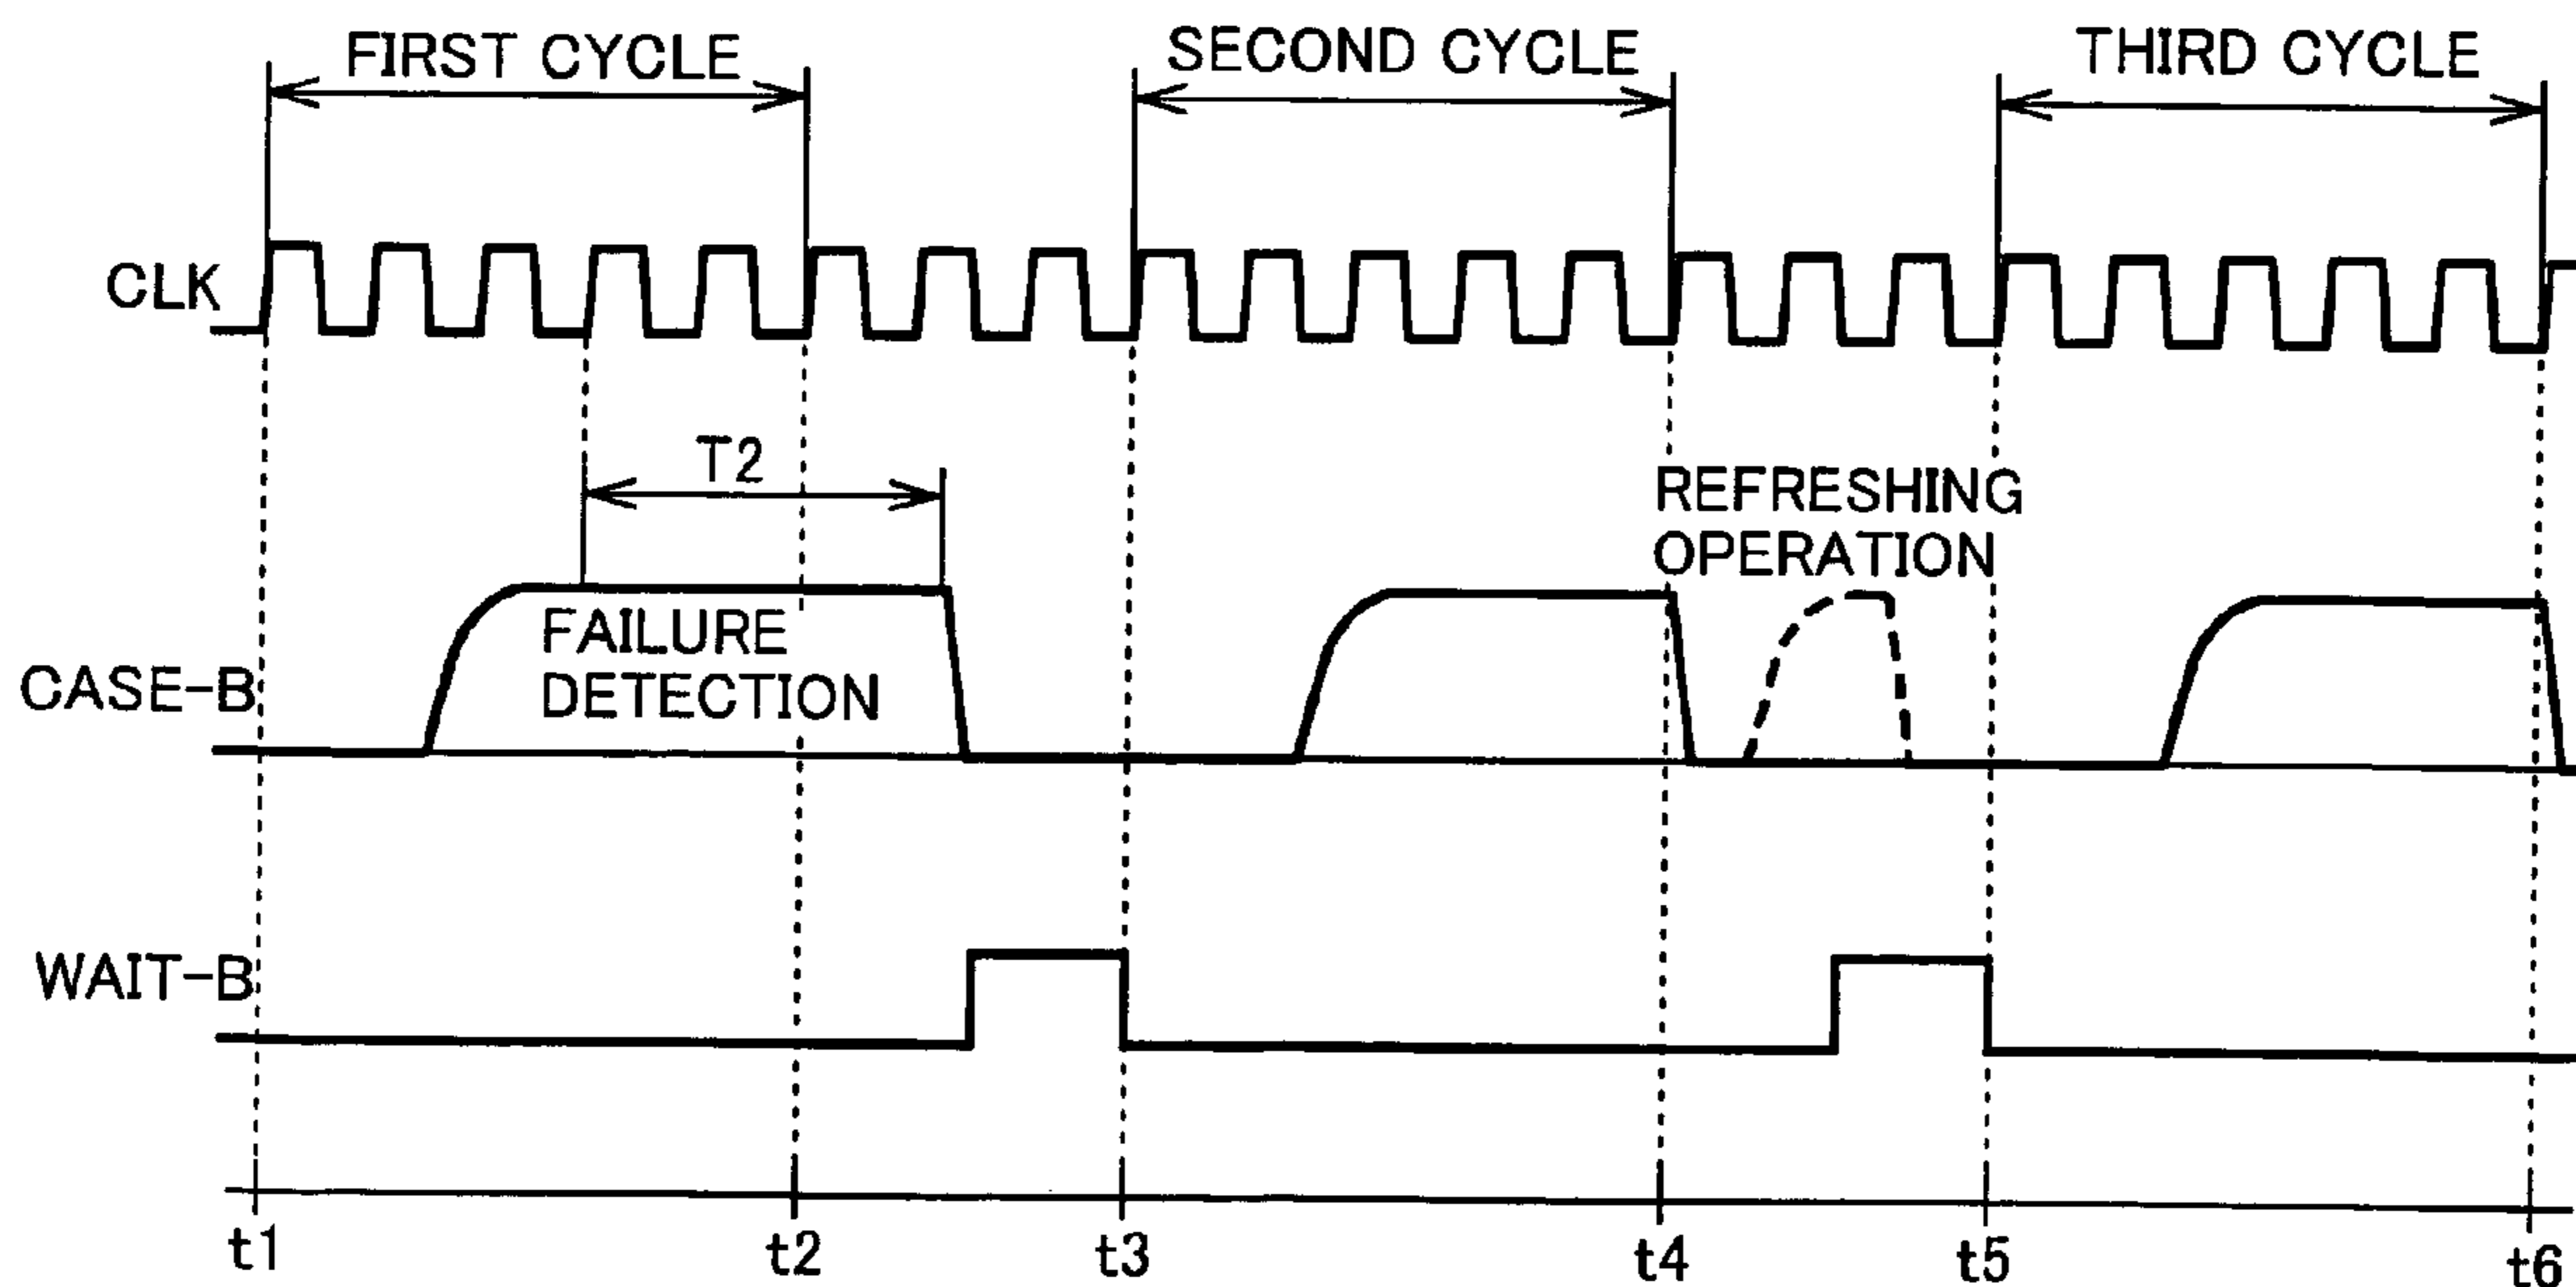 FIRST CYCLE
SECOND CYCLE
THIRD CYCLE
CLK
T2
REFRESHING
OPERATION
FAILURE
DETECTION
CASE-B
WAIT-B
t1
t2
t3
t4
t5
t6